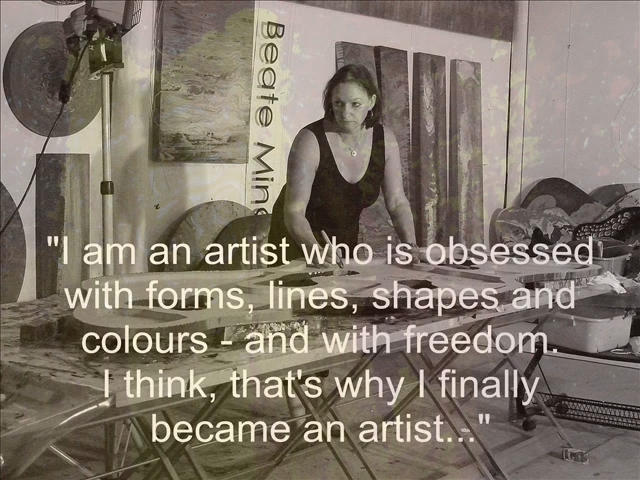 Beate Min
"I am an artist who is obsessed
with forms, lines, shapes and
colours - and with freedom.
I think, that's why I finally
became an artist..."